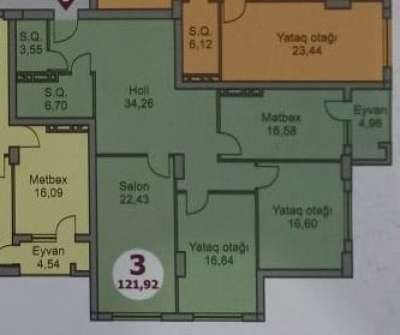 S.Q.
3,55
S.Q.
6,12
Yataq otağı
23,44
S.Q.
6,70
Holl
34,26
Mətbəx
16,58
Eyvan
4,96
Mətbəx
16,09
Salon
22,43
Yataq otağı
16,60
Yataq otağı
16,84
Eyvan
4,54
3
121,92